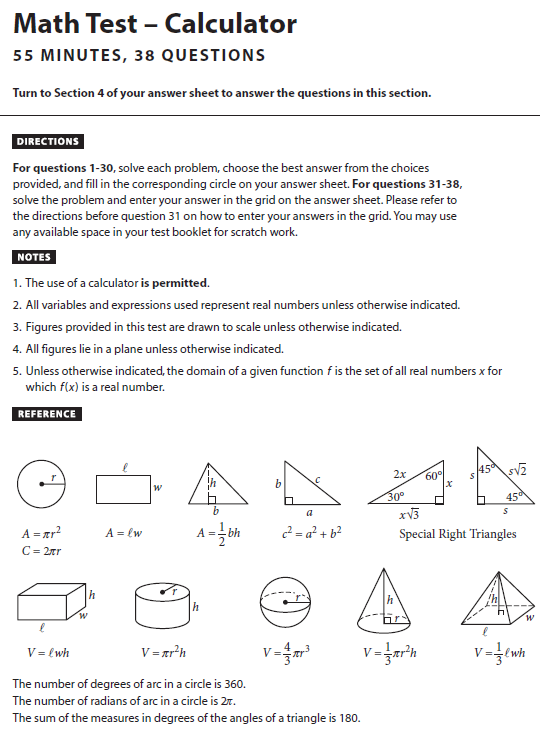 Math Test – Calculator
55 MINUTES, 38 QUESTIONS
Turn to Section 4 of your answer sheet to answer the questions in this section.
DIRECTIONS
For questions 1-30, solve each problem, choose the best answer from the choices
provided, and fill in the corresponding circle on your answer sheet. For questions 31-38,
solve the problem and enter your answer in the grid on the answer sheet. Please refer to
the directions before question 31 on how to enter your answers in the grid. You may use
any available space in your test booklet for scratch work.
NOTES
1. The use of a calculator is permitted.
2. All variables and expressions used represent real numbers unless otherwise indicated.
3. Figures provided in this test are drawn to scale unless otherwise indicated.
4. All figures lie in a plane unless otherwise indicated.
5. Unless otherwise indicated, the domain of a given function f is the set of all real numbers x for
which f(x) is a real number.
REFERENCE
r ℓ w h b b c a 2x 60° x 30° x√3 s 45° s√2 45° s
A = πr² A = ℓw A = 1/2 bh c² = a² + b² Special Right Triangles
C = 2πr
h w ℓ r h r h r h w ℓ
V = ℓwh V = πr²h V = 4/3 πr³ V = 1/3 πr²h V = 1/3 ℓwh
The number of degrees of arc in a circle is 360.
The number of radians of arc in a circle is 2π.
The sum of the measures in degrees of the angles of a triangle is 180.